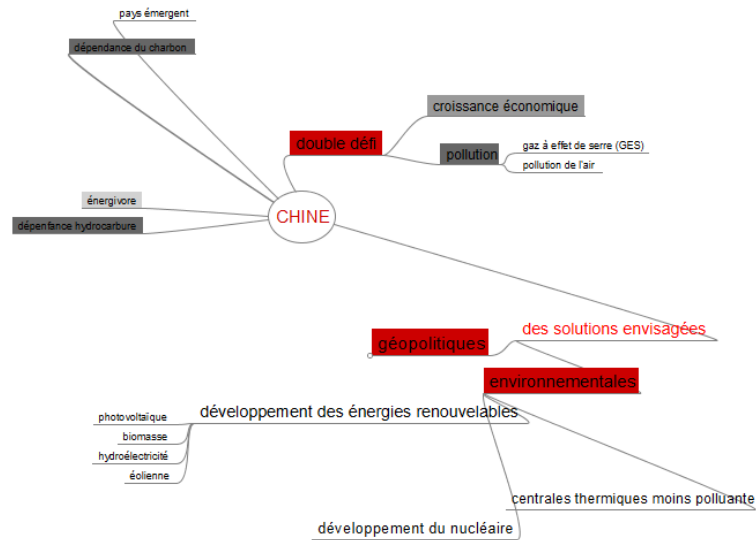 pays émergent
dépendance du charbon
croissance économique
double défi
pollution
gaz à effet de serre (GES)
pollution de l'air
énergivore
CHINE
dépenfance hydrocarbure
des solutions envisagées
géopolitiques
environnementales
développement des énergies renouvelables
photovoltaïque
biomasse
hydroélectricité
éolienne
centrales thermiques moins polluante
développement du nucléaire